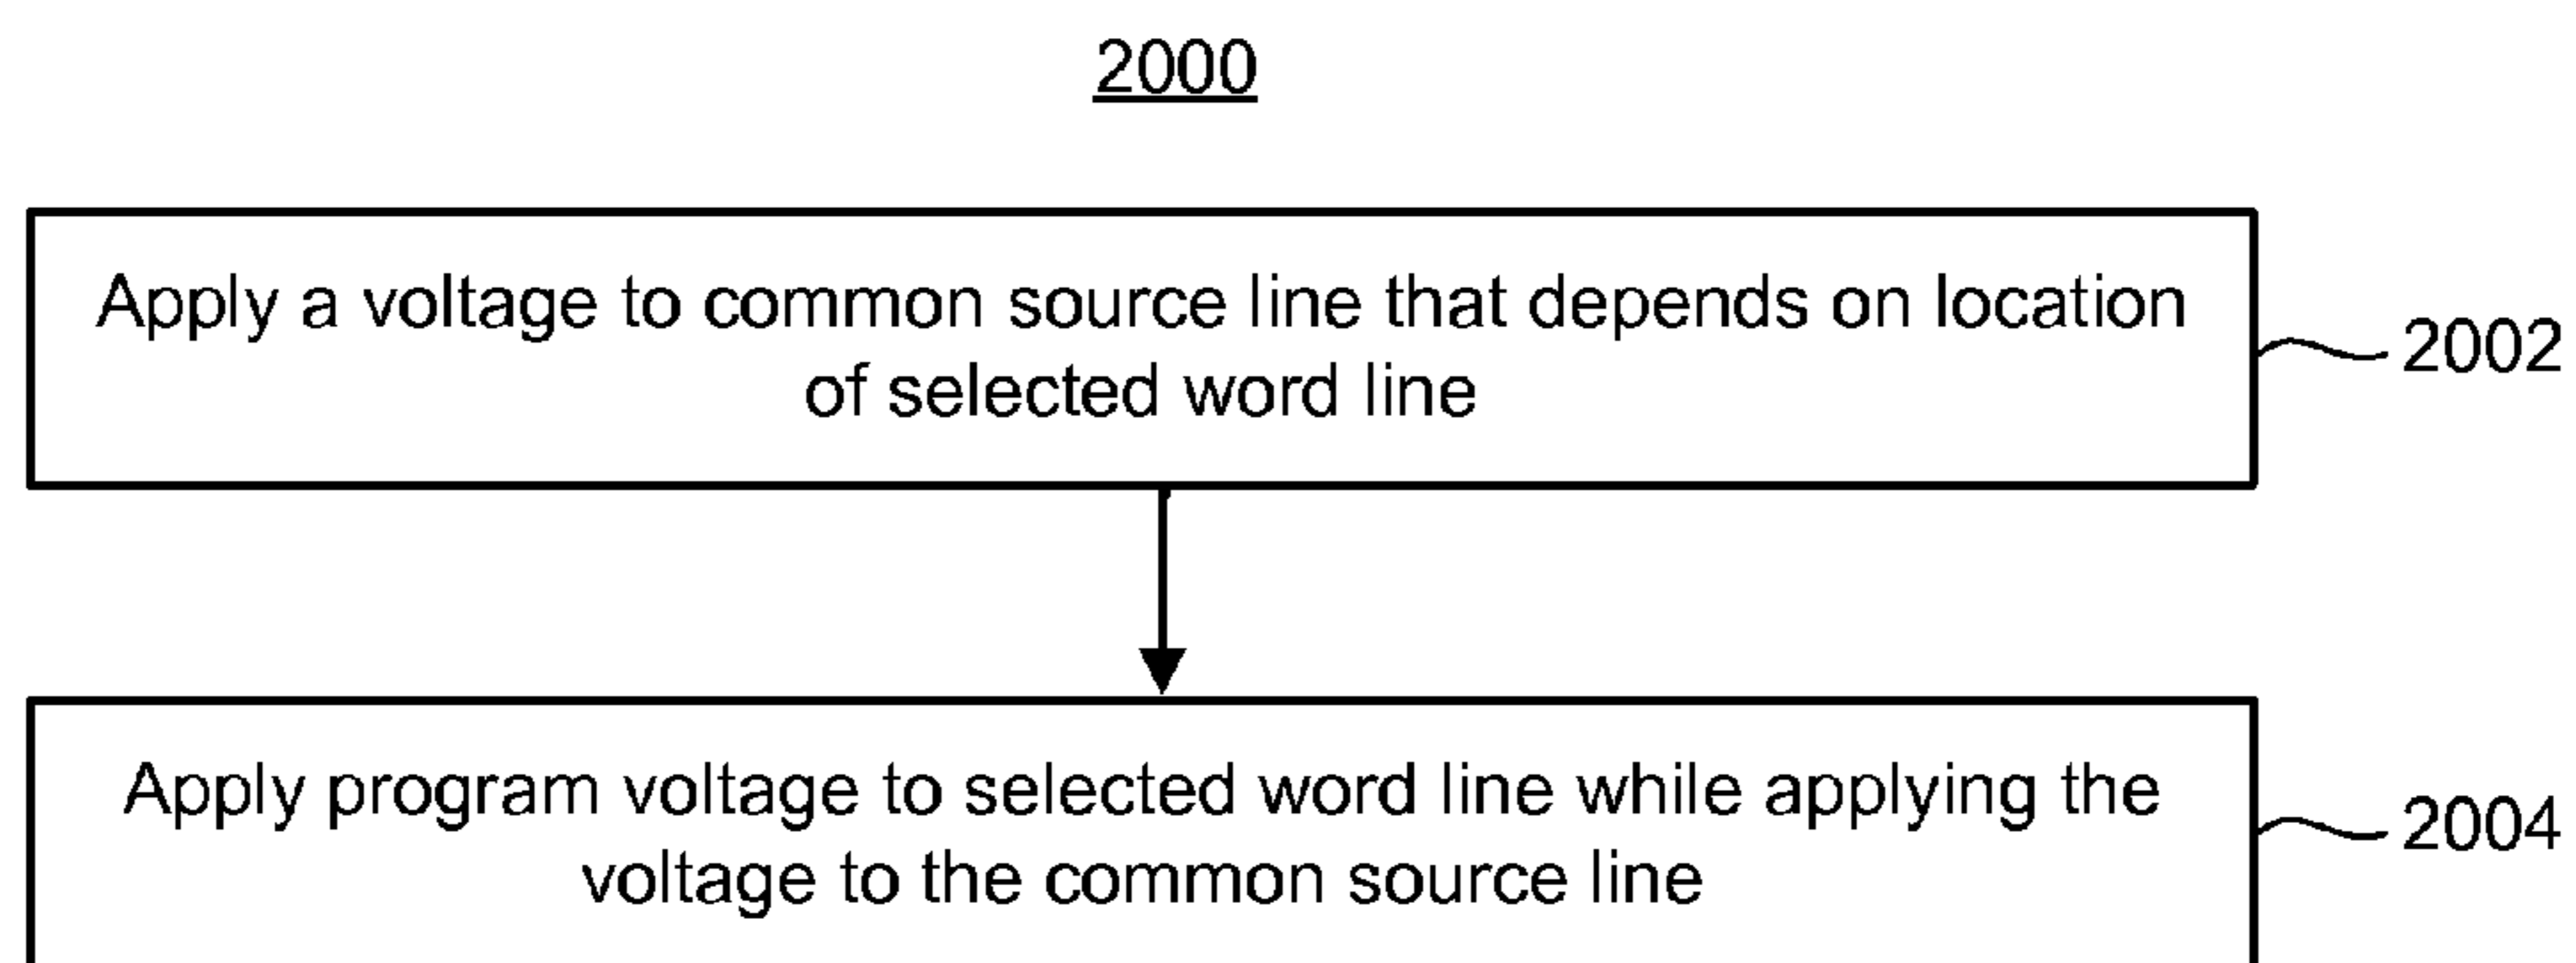 2000
Apply a voltage to common source line that depends on location
of selected word line
2002
Apply program voltage to selected word line while applying the
voltage to the common source line
2004